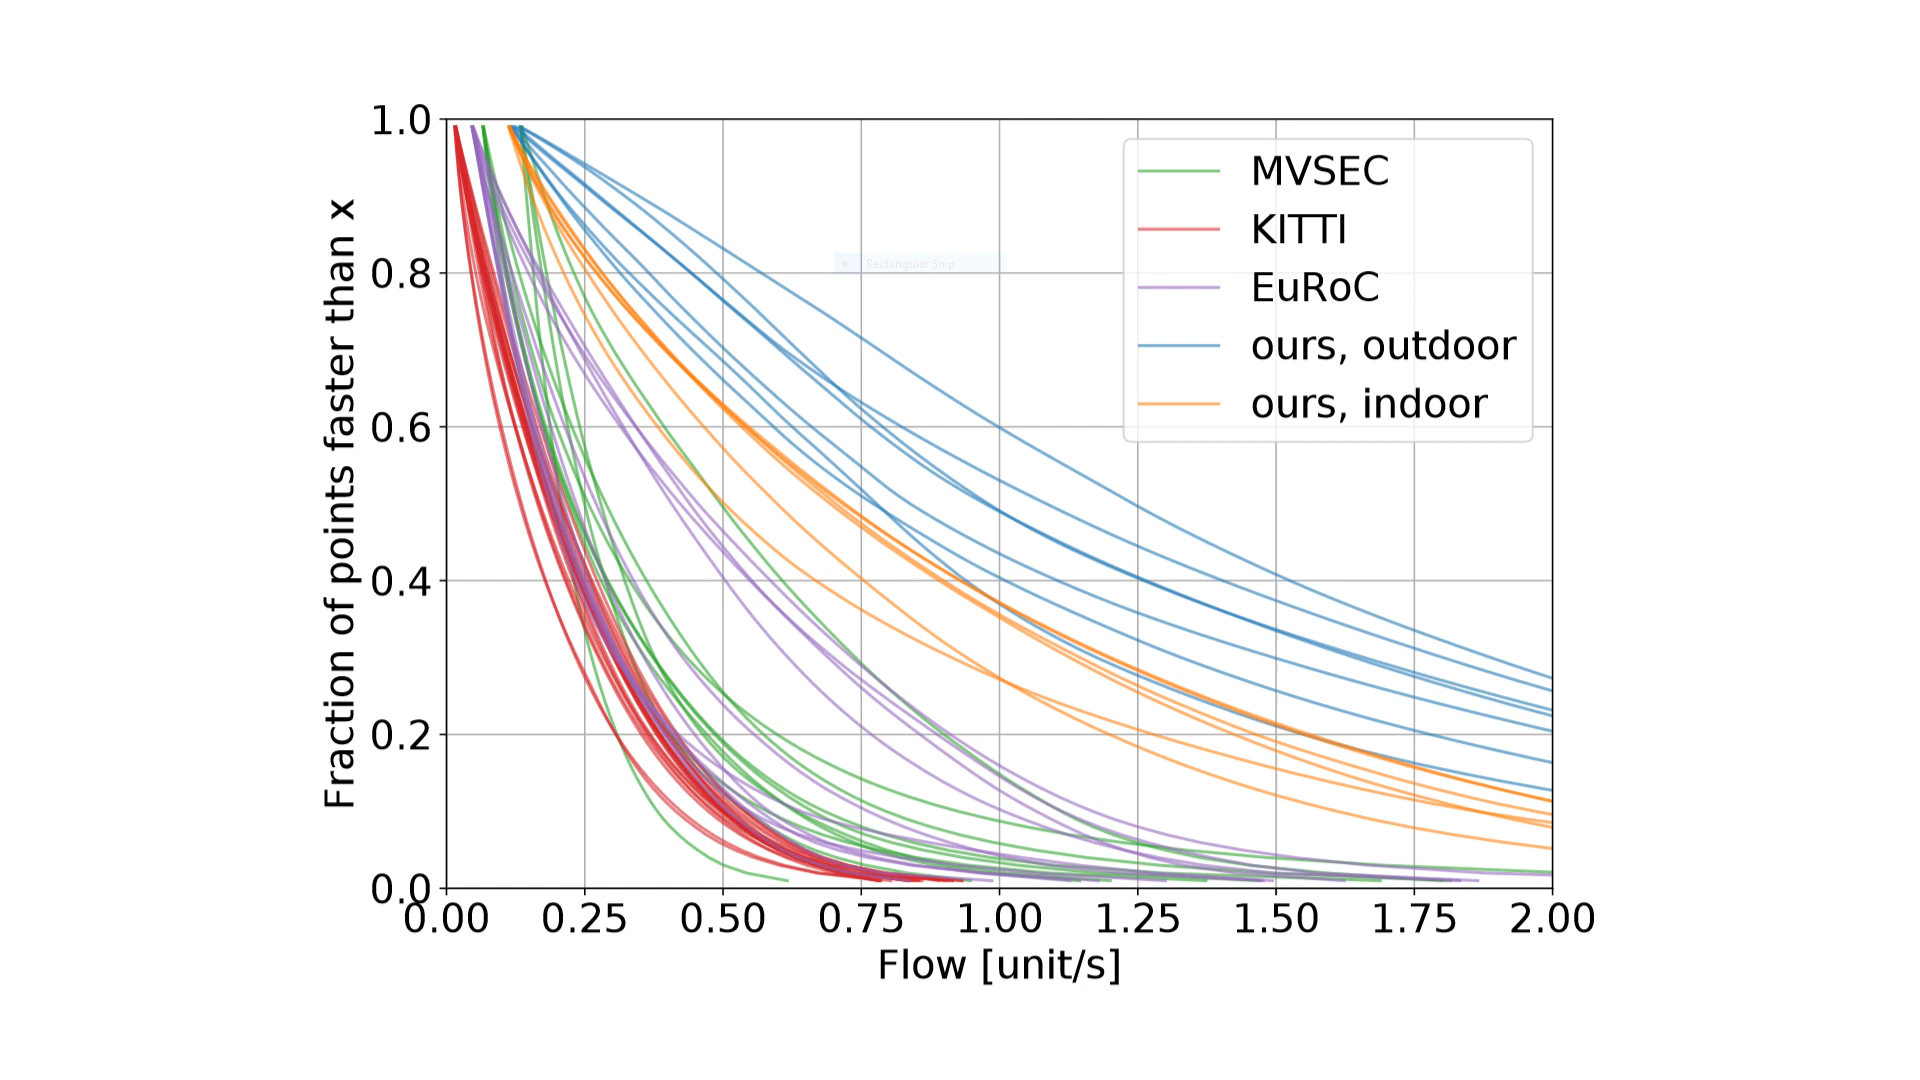 Fraction of points faster than x
1.0
0.8
0.6
0.4
0.2
0.0
Rectangular Snip
MVSEC
KITTI
EuRoC
ours, outdoor
ours, indoor
0.00 0.25 0.50 0.75 1.00 1.25 1.50 1.75 2.00
Flow [unit/s]